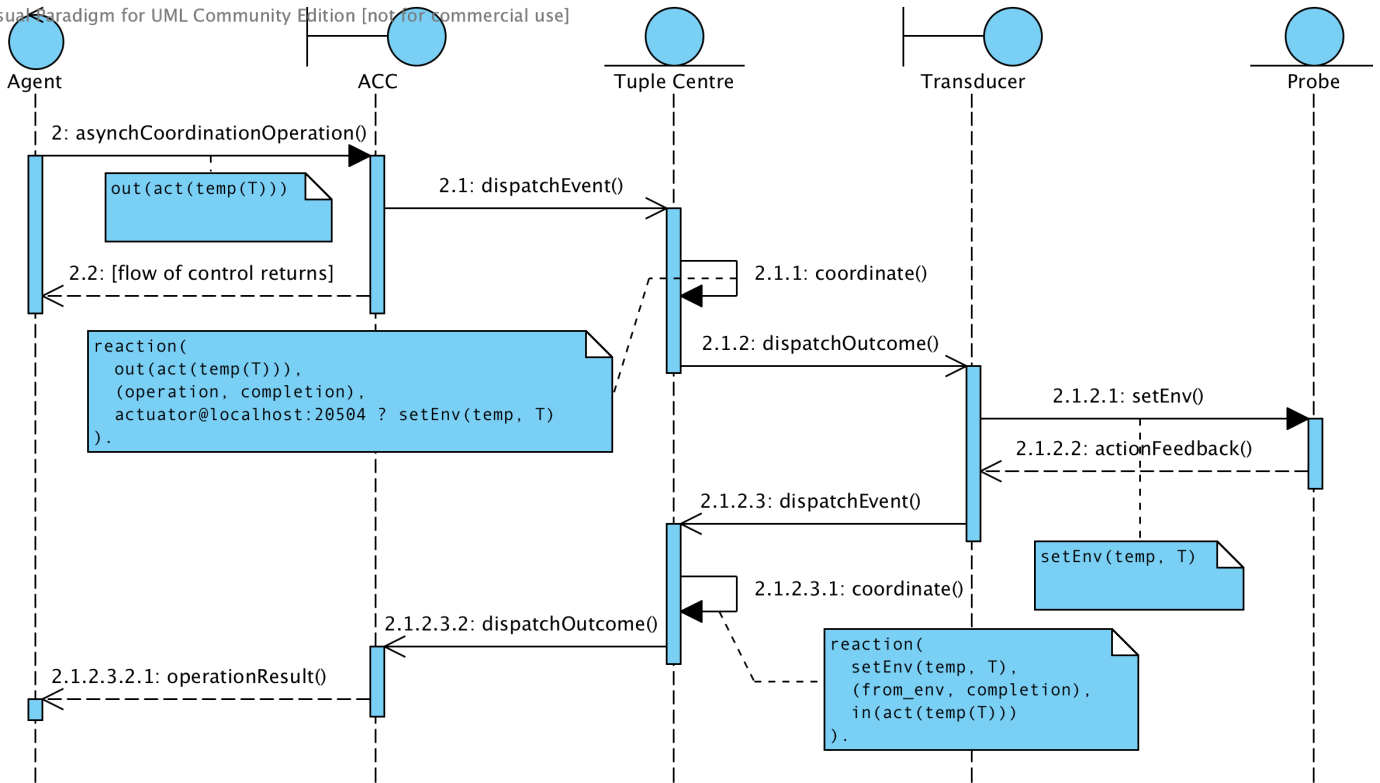 sual Paradigm for UML Community Edition [not for commercial use]
Agent
ACC
Tuple Centre
Transducer
Probe
2: asynchCoordinationOperation()
out(act(temp(T)))
2.1: dispatchEvent()
2.2: [flow of control returns]
2.1.1: coordinate()
reaction(
out(act(temp(T))),
(operation, completion),
actuator@localhost:20504 ? setEnv(temp, T)
).
2.1.2: dispatchOutcome()
2.1.2.1: setEnv()
2.1.2.2: actionFeedback()
2.1.2.3: dispatchEvent()
setEnv(temp, T)
2.1.2.3.1: coordinate()
2.1.2.3.2: dispatchOutcome()
reaction(
setEnv(temp, T),
(from_env, completion),
in(act(temp(T)))
).
2.1.2.3.2.1: operationResult()